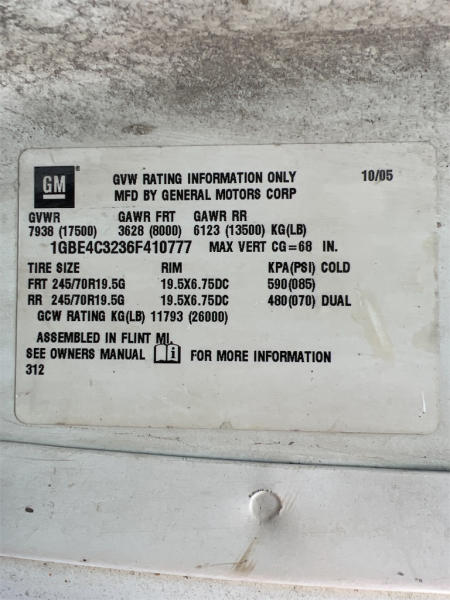 GM
®
GVW RATING INFORMATION ONLY 10/05
MFD BY GENERAL MOTORS CORP
GVWR GAWR FRT GAWR RR
7938 (17500) 3628 (8000) 6123 (13500) KG(LB)
1GBE4C3236F410777 MAX VERT CG=68 IN.
TIRE SIZE RIM KPA(PSI) COLD
FRT 245/70R19.5G 19.5X6.75DC 590(085)
RR 245/70R19.5G 19.5X6.75DC 480(070) DUAL
GCW RATING KG(LB) 11793 (26000)
ASSEMBLED IN FLINT MI.
SEE OWNERS MANUAL i FOR MORE INFORMATION
312